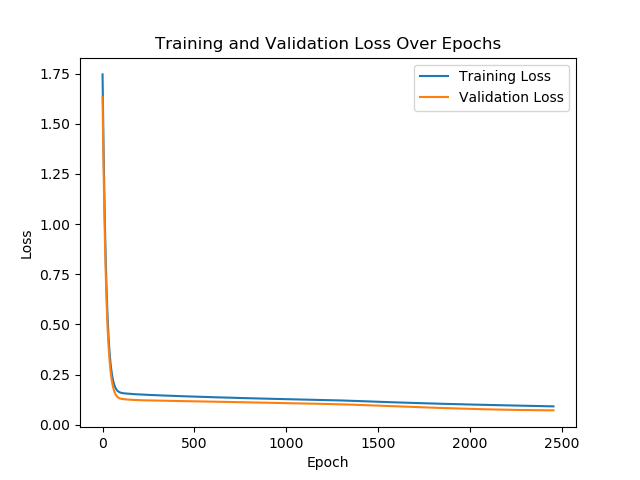 Training and Validation Loss Over Epochs
Training Loss
Validation Loss
Loss
1.75
1.50
1.25
1.00
0.75
0.50
0.25
0.00
0 500 1000 1500 2000 2500
Epoch